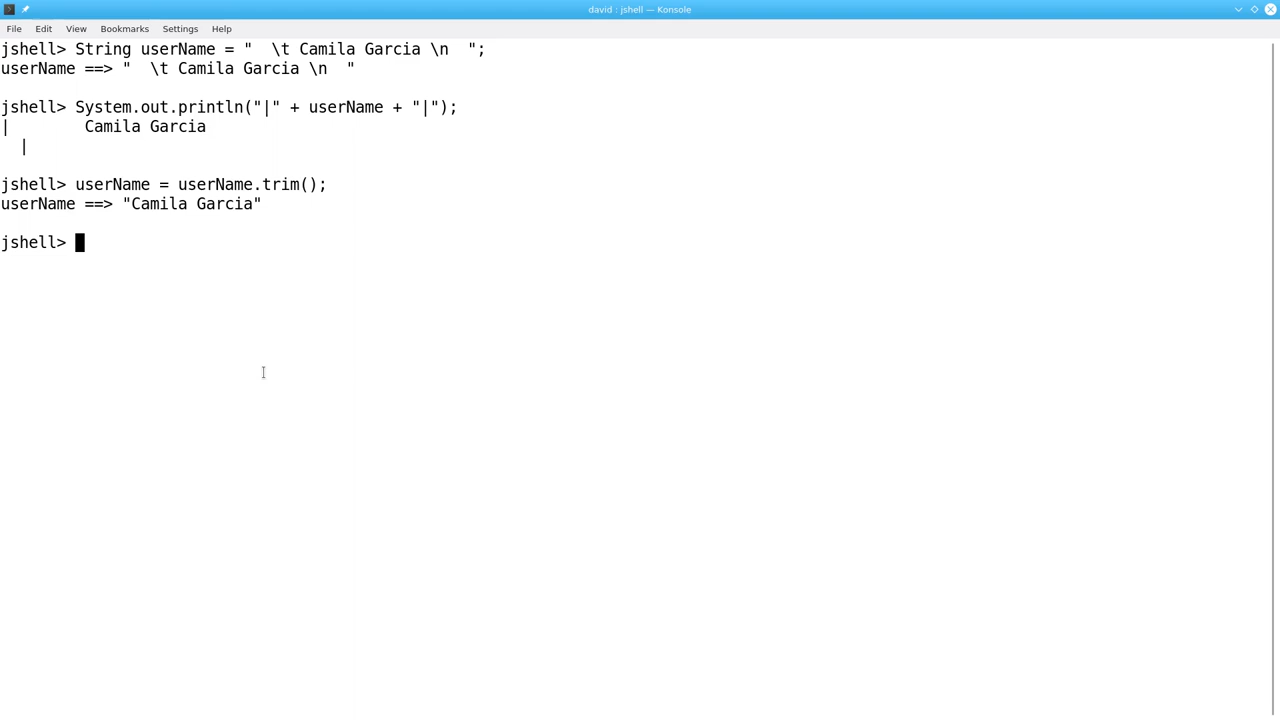 david : jshell — Konsole
File Edit View Bookmarks Settings Help
jshell> String userName = "  \t Camila Garcia \n  ";
userName ==> "  \t Camila Garcia \n  "
jshell> System.out.println("|" + userName + "|");
|        Camila Garcia
  |
jshell> userName = userName.trim();
userName ==> "Camila Garcia"
jshell>